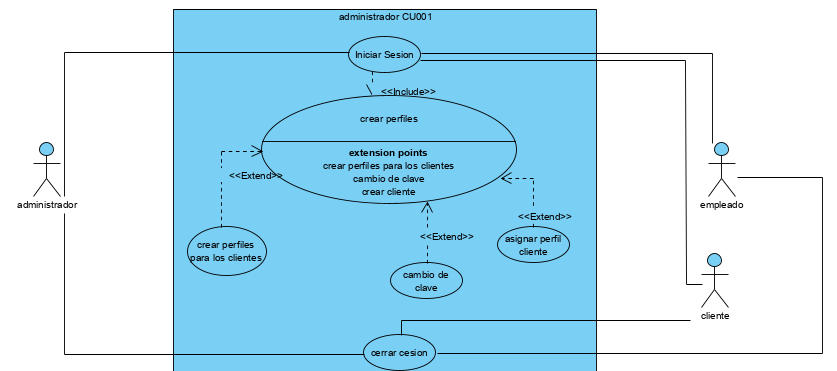 administrador CU001
Iniciar Sesion
<<Include>>
crear perfiles
extension points
crear perfiles para los clientes
cambio de clave
crear cliente
<<Extend>>
administrador
empleado
<<Extend>>
<<Extend>>
crear perfiles
para los clientes
asignar perfil
cliente
cambio de
clave
cliente
cerrar cesion